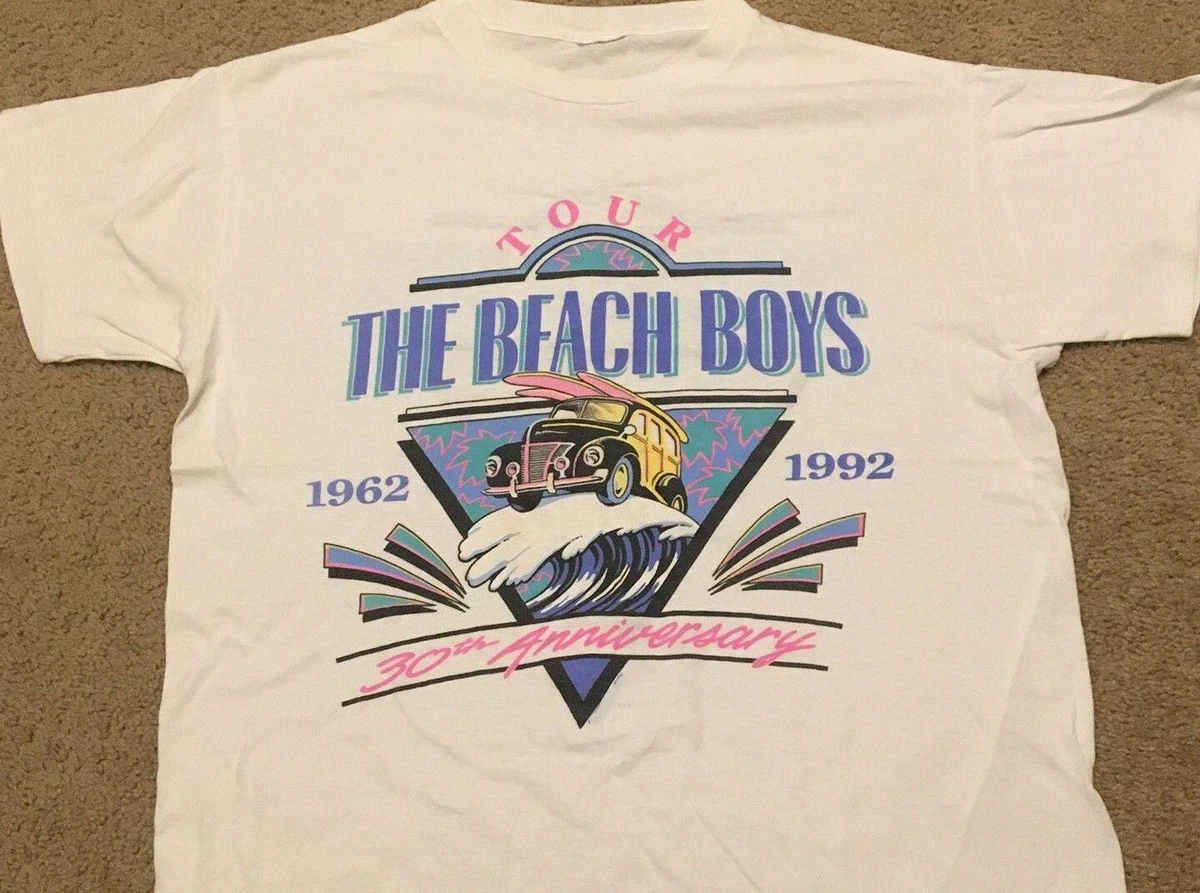 TOUR
THE BEACH BOYS
1962 1992
30th Anniversary